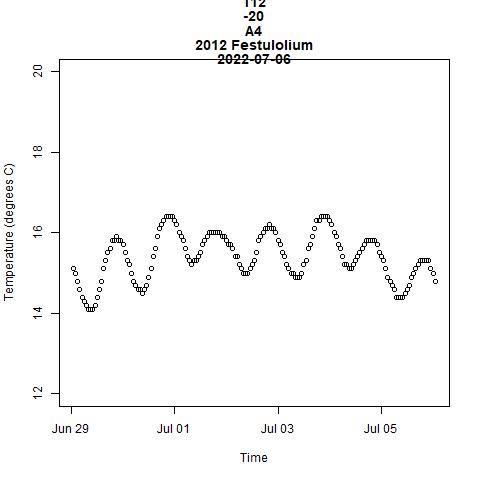 T12
-20
A4
2012 Festulolium
2022-07-06
Temperature (degrees C)
20
18
16
14
12
Jun 29
Jul 01
Jul 03
Jul 05
Time